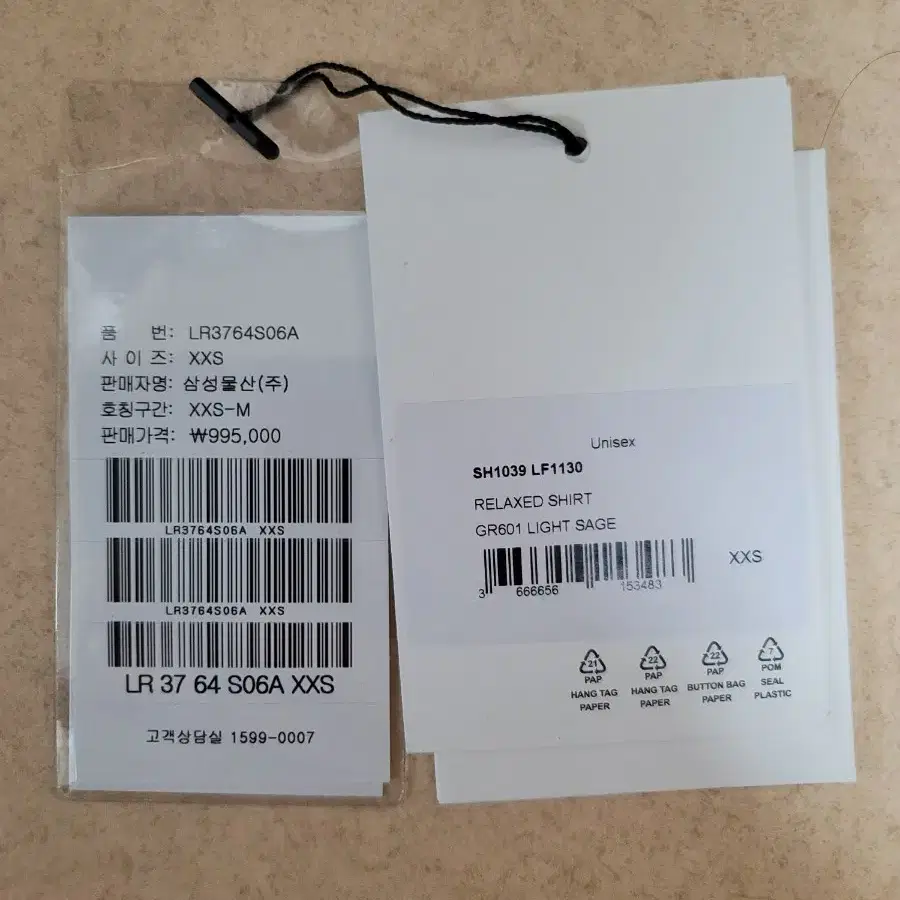 품 번: LR3764S06A
사 이 즈: XXS
판매자명: 삼성물산(주)
호칭구간: XXS-M
판매가격: ₩995,000
LR3764S06A XXS
LR3764S06A XXS
LR 37 64 S06A XXS
고객상담실 1599-0007
Unisex
SH1039 LF1130
RELAXED SHIRT
GR601 LIGHT SAGE
XXS
3 666656 153483
21
PAP
HANG TAG
PAPER
22
PAP
HANG TAG
PAPER
22
PAP
BUTTON BAG
PAPER
7
POM
SEAL
PLASTIC